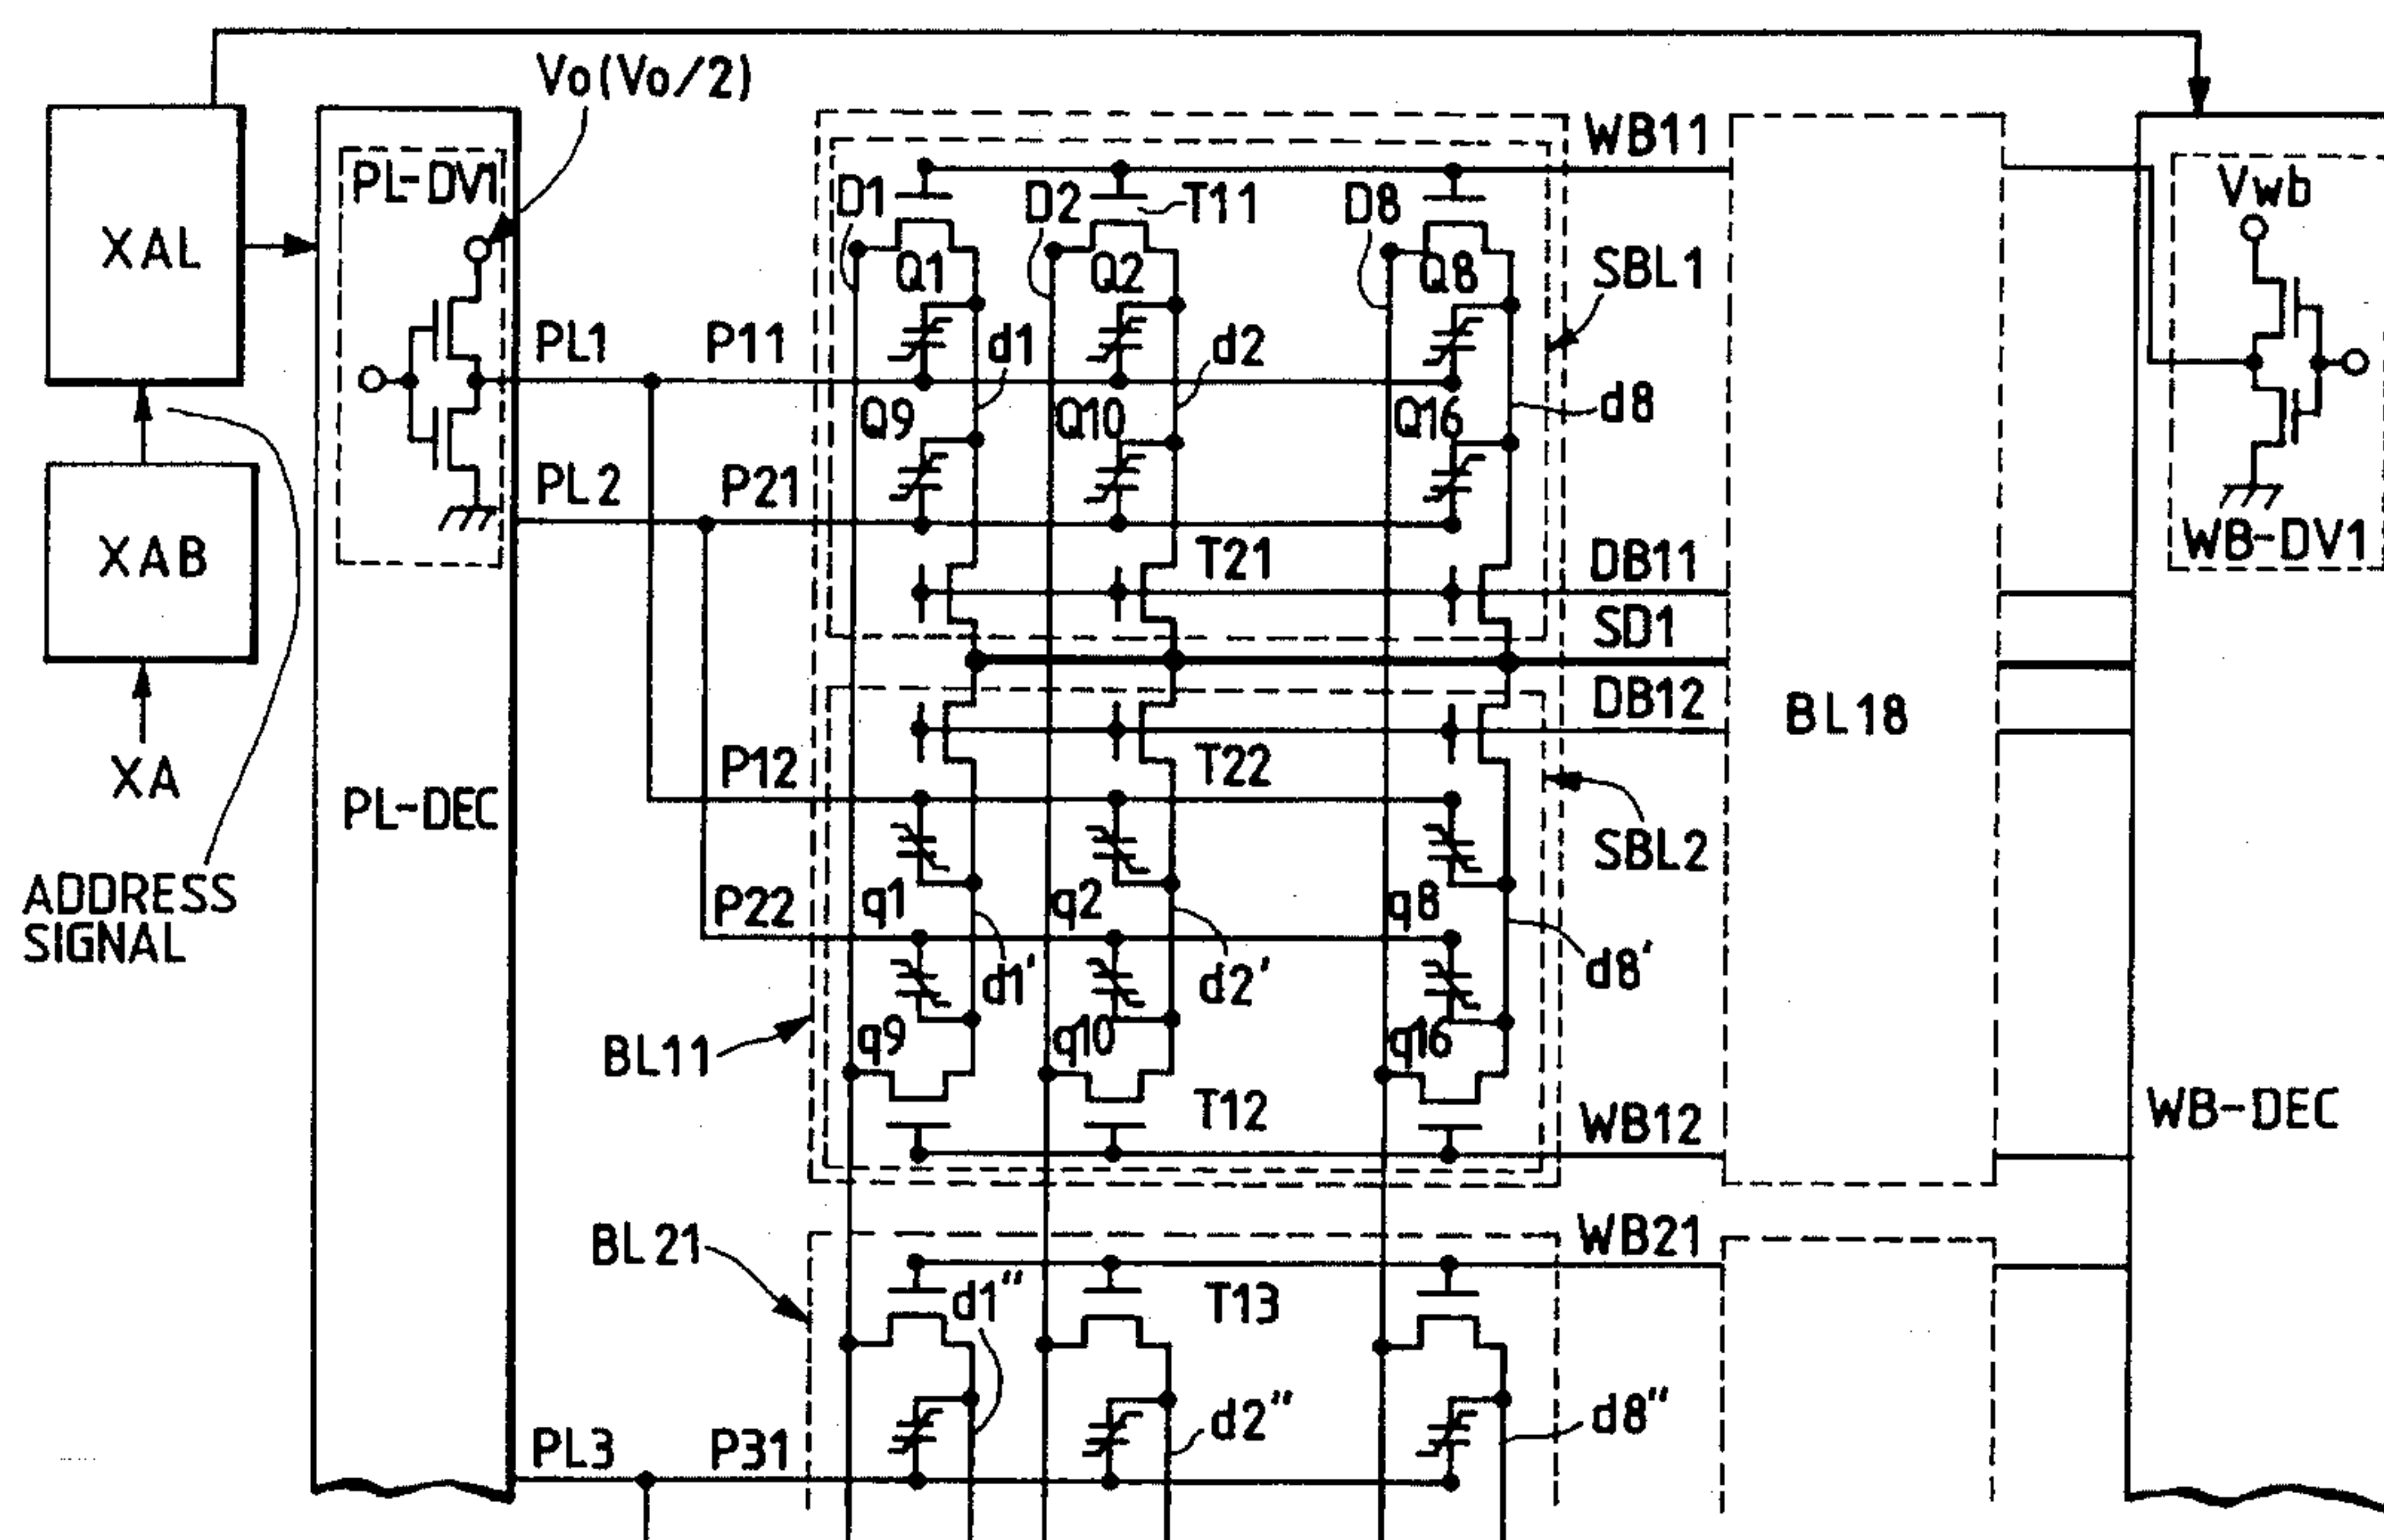 Vo(Vo/2)
WB11
XAL
PL-DV1
D1
D2
T11
D8
Vwb
Q1
Q2
Q8
SBL1
PL1
P11
d1
d2
d8
Q9
Q10
Q16
PL2
P21
XAB
T21
DB11
WB-DV1
SD1
DB12
BL18
XA
P12
T22
PL-DEC
SBL2
ADDRESS
SIGNAL
P22
q1
q2
q8
d1'
d2'
d8'
BL11
q9
q10
q16
T12
WB12
WB-DEC
BL21
WB21
d1"
T13
d2"
d8"
PL3
P31